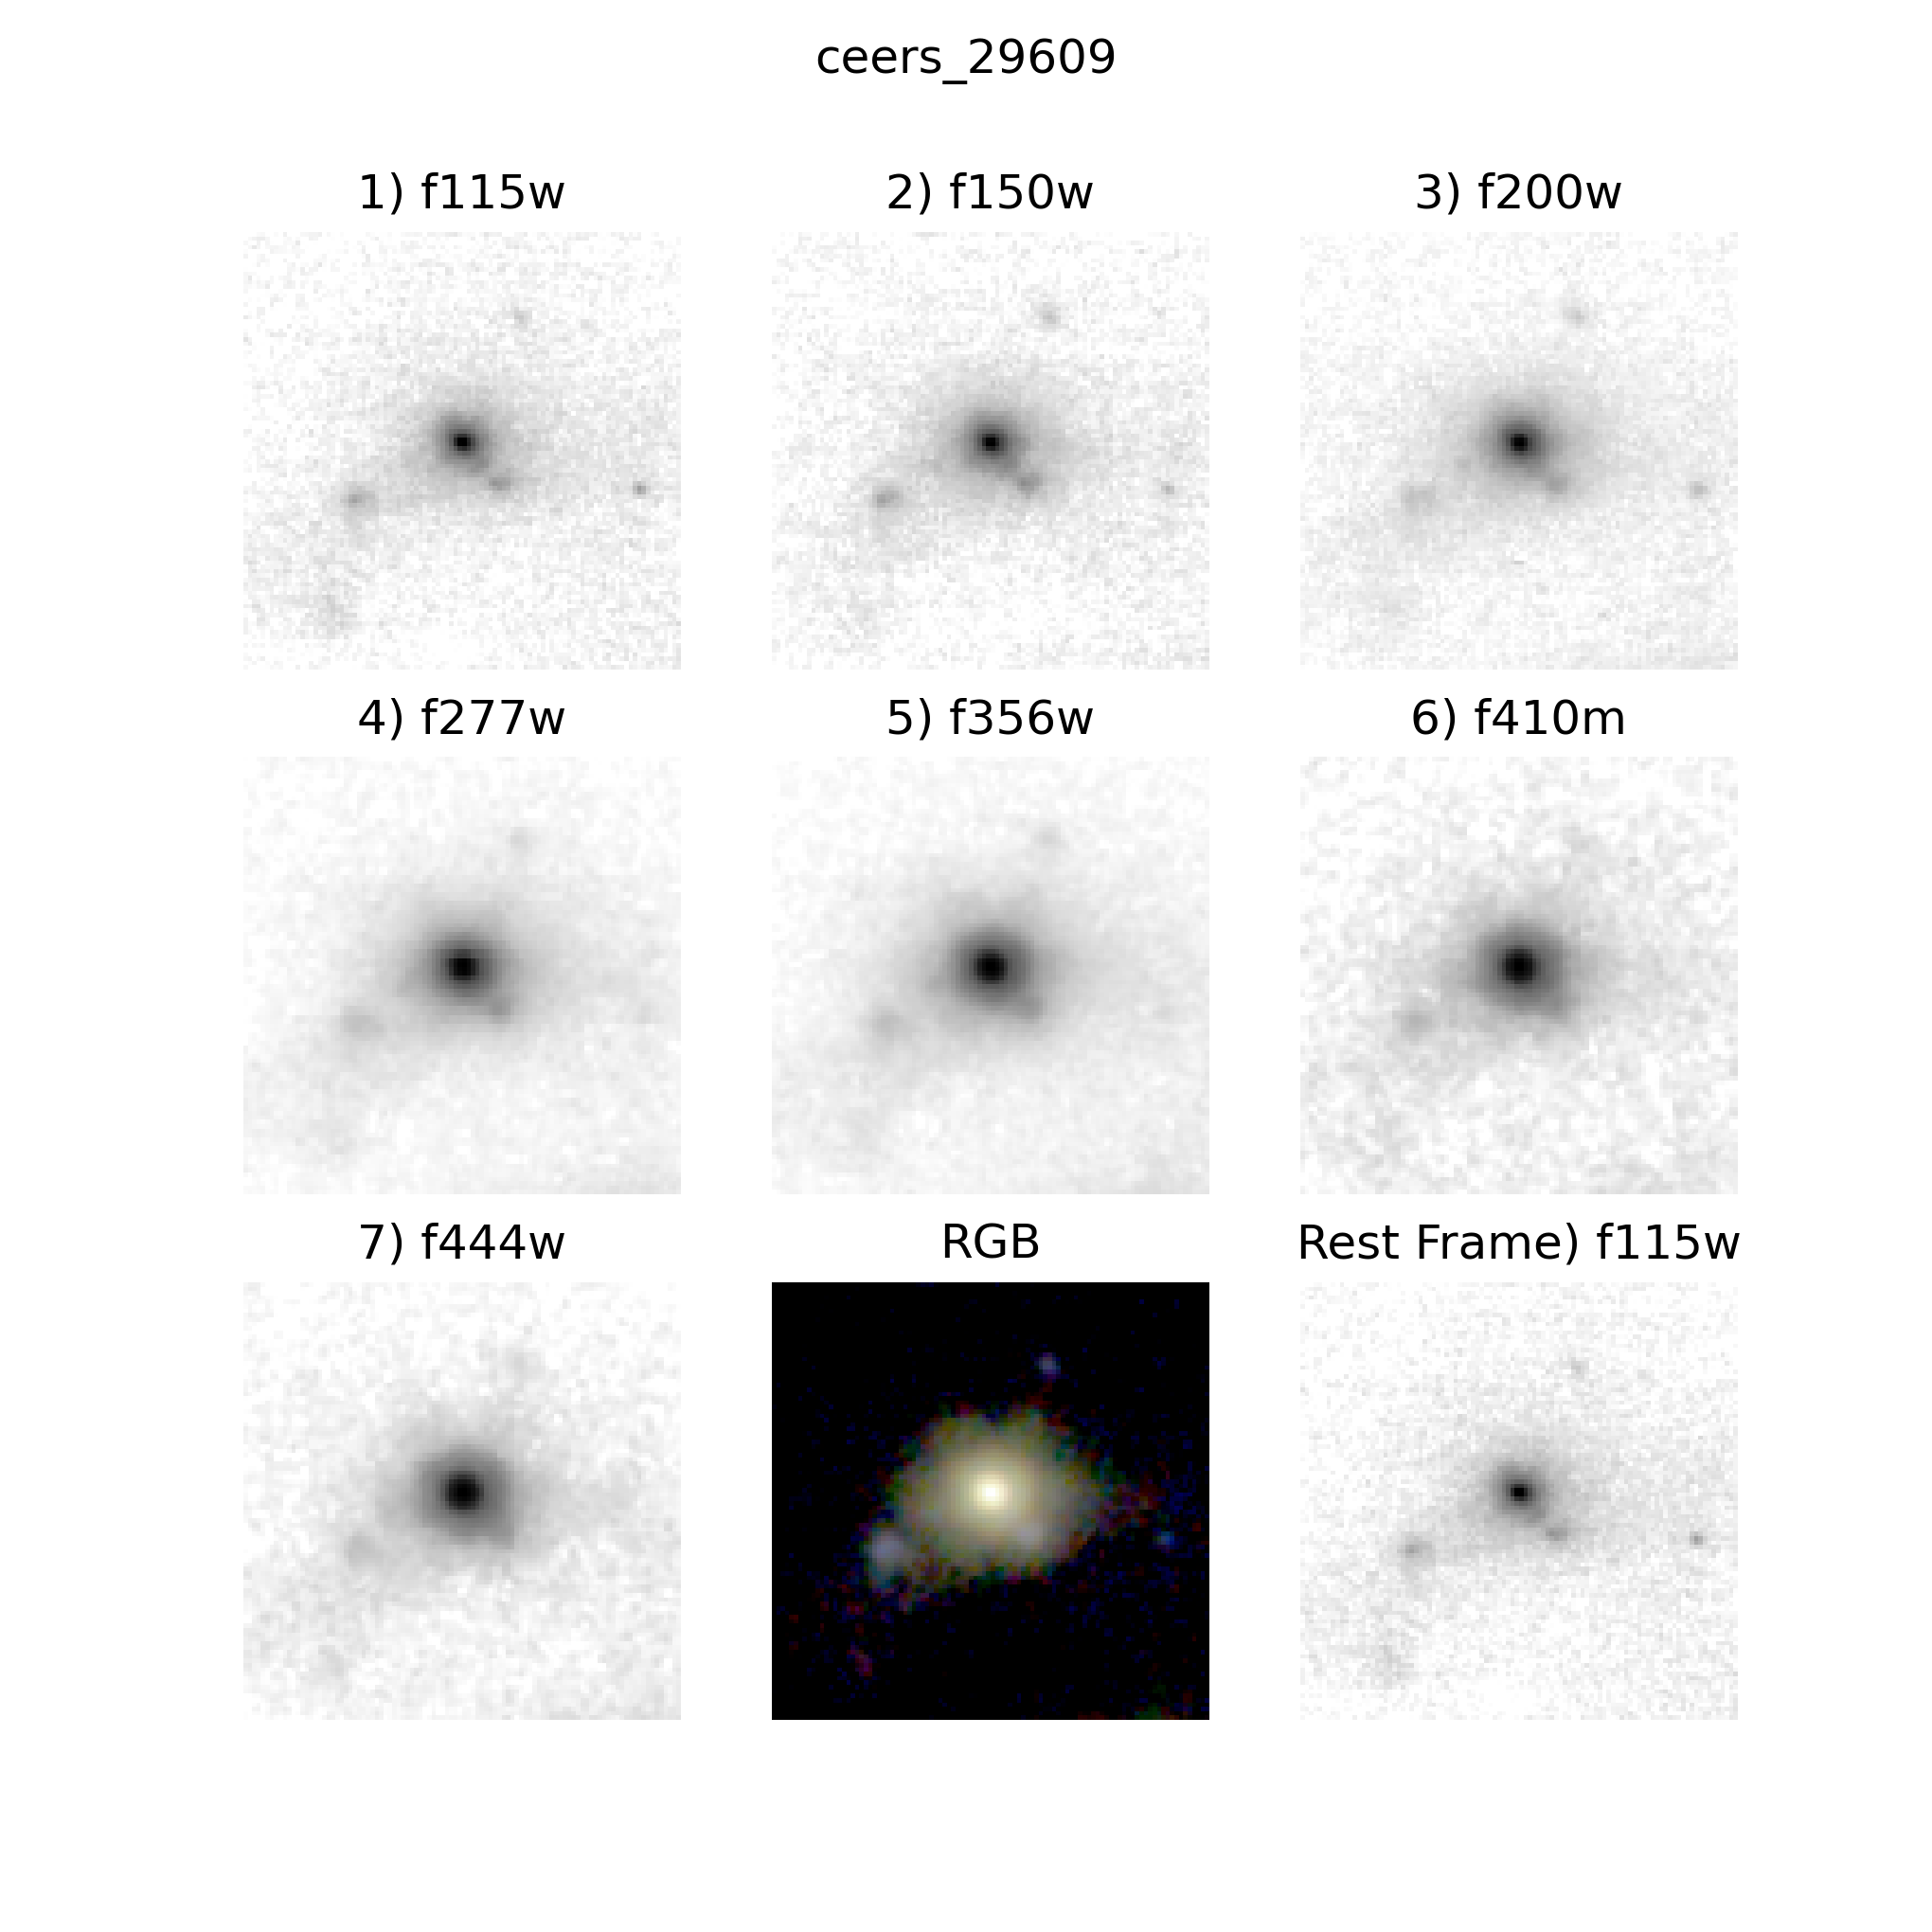 ceers_29609
1) f115w
2) f150w
3) f200w
4) f277w
5) f356w
6) f410m
7) f444w
RGB
Rest Frame) f115w